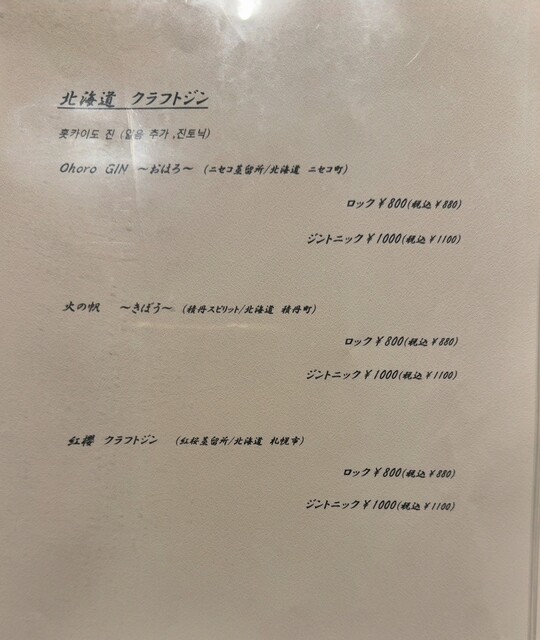 北海道 クラフトジン
홋카이도 진 (얼음 추가 ,진토닉)
Ohoro GIN ～おほろ～ (ニセコ蒸留所/北海道 ニセコ町)
ロック¥800(税込¥880)
ジントニック¥1000(税込¥1100)
火の帆 ～きぼう～ (積丹スピリット/北海道 積丹町)
ロック¥800(税込¥880)
ジントニック¥1000(税込¥1100)
紅櫻 クラフトジン (紅桜蒸留所/北海道 札幌市)
ロック¥800(税込¥880)
ジントニック¥1000(税込¥1100)